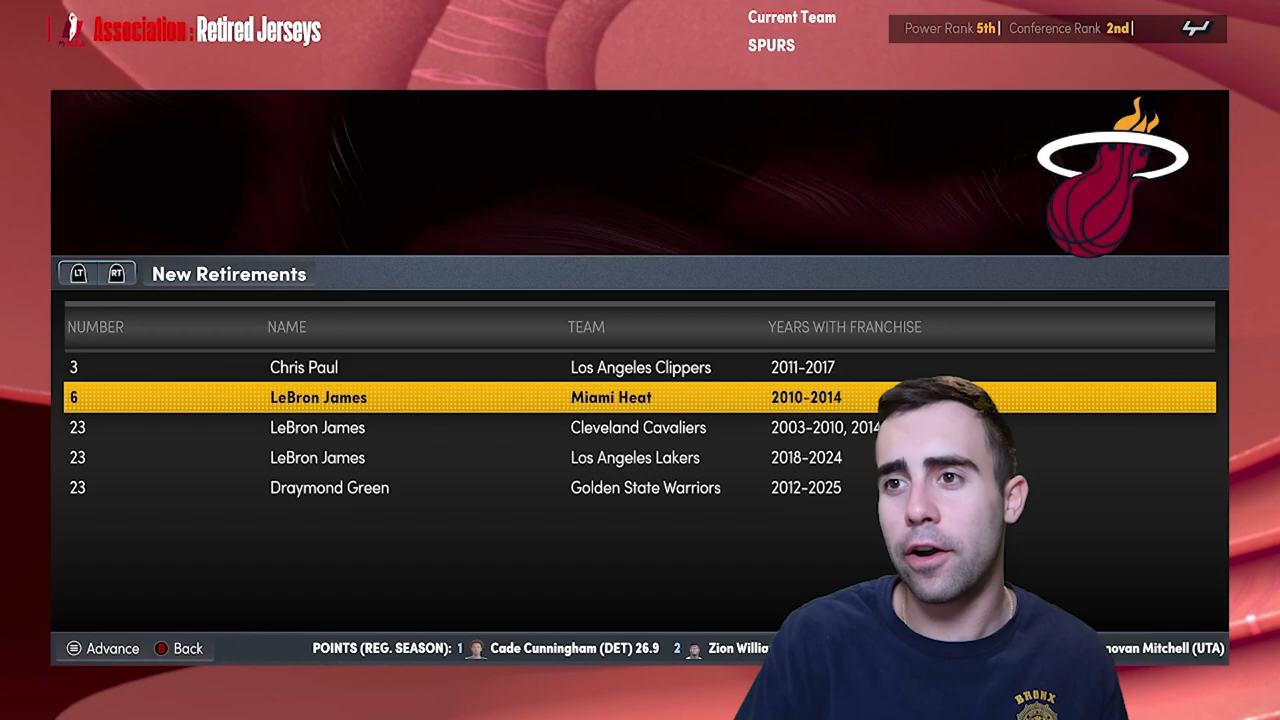 Association : Retired Jerseys
Current Team
SPURS
Power Rank 5th | Conference Rank 2nd |
LT RT New Retirements
NUMBER NAME TEAM YEARS WITH FRANCHISE
3 Chris Paul Los Angeles Clippers 2011-2017
6 LeBron James Miami Heat 2010-2014
23 LeBron James Cleveland Cavaliers 2003-2010, 2014
23 LeBron James Los Angeles Lakers 2018-2024
23 Draymond Green Golden State Warriors 2012-2025
Advance B Back POINTS (REG. SEASON): 1 Cade Cunningham (DET) 26.9 2 Zion Willia novan Mitchell (UTA)
BRONX